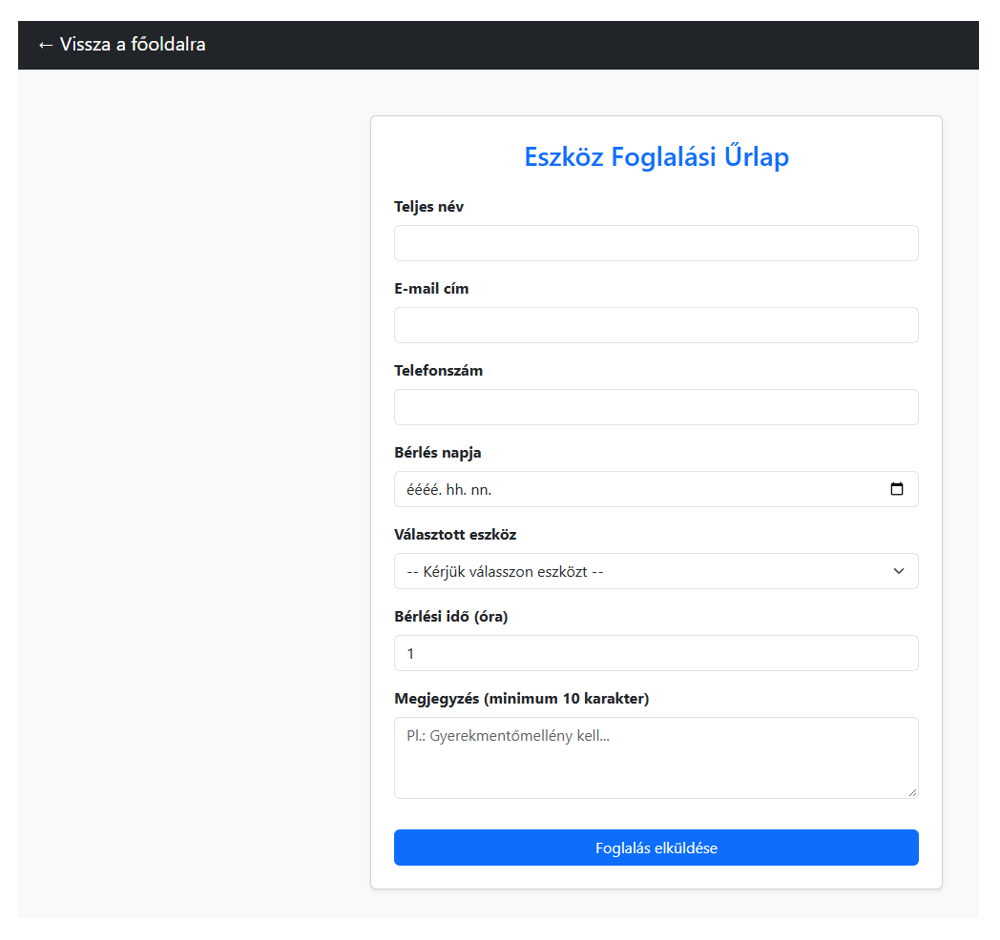 ← Vissza a főoldalra
Eszköz Foglalási Űrlap
Teljes név
E-mail cím
Telefonszám
Bérlés napja
éééé. hh. nn.
Választott eszköz
-- Kérjük válasszon eszközt --
Bérlési idő (óra)
1
Megjegyzés (minimum 10 karakter)
Pl.: Gyerekmentőmellény kell...
Foglalás elküldése